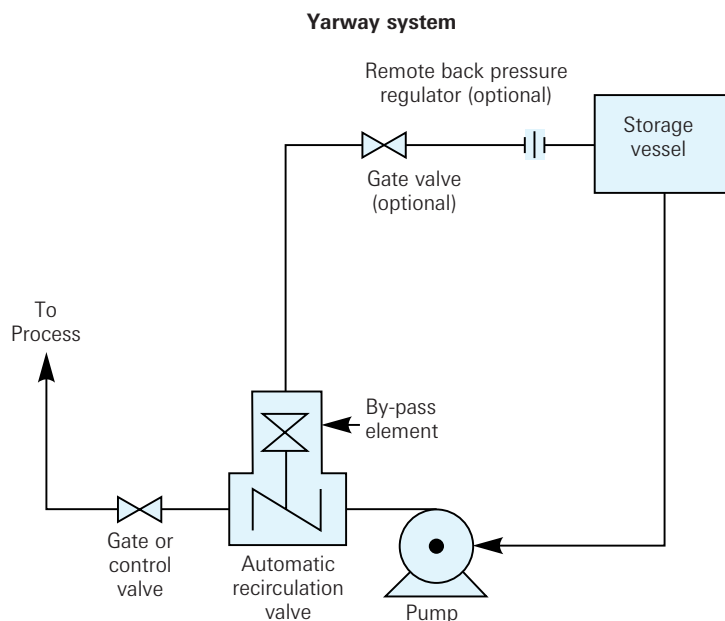 Yarway system
Remote back pressure
regulator (optional)
Storage
vessel
Gate valve
(optional)
To
Process
By-pass
element
Gate or
control
valve
Automatic
recirculation
valve
Pump